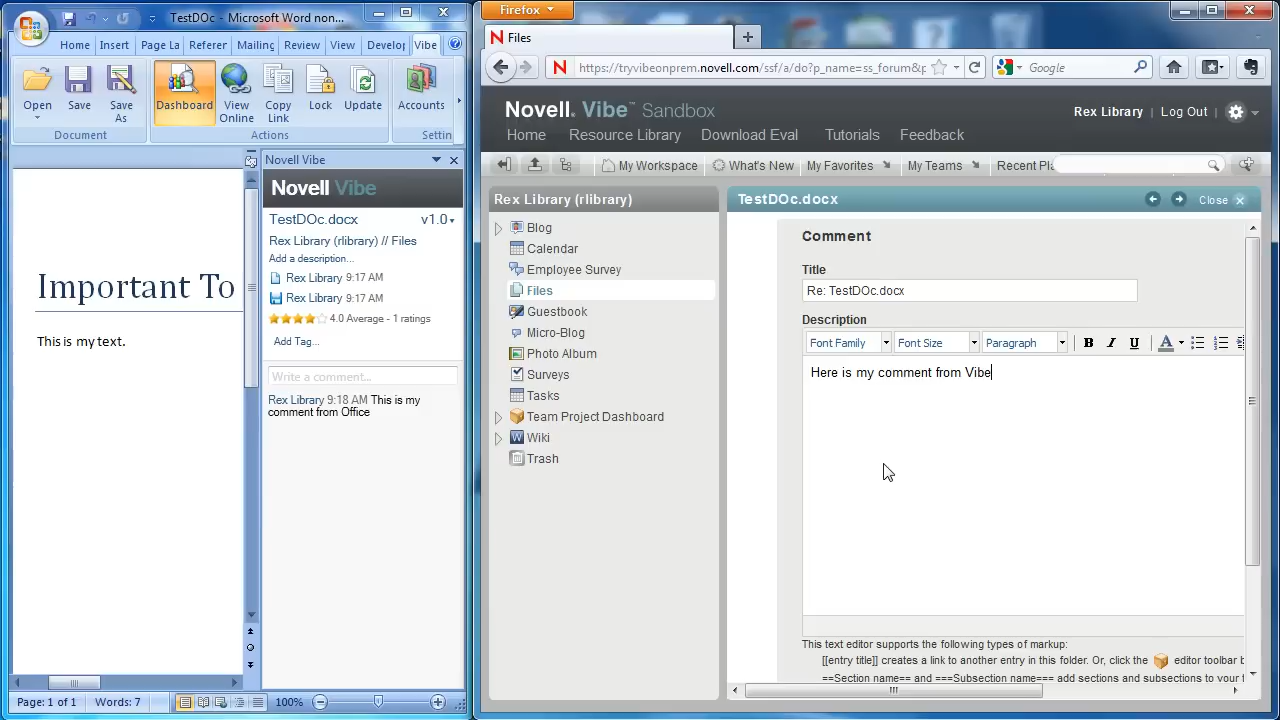 TestDOc - Microsoft Word non...
Home Insert Page La Referer Mailing Review View Develo Vibe
Open Save Save As Dashboard View Online Copy Link Lock Update Accounts
Document Actions Settin
Important To
This is my text.
Novell Vibe
Novell Vibe
TestDOc.docx v1.0
Rex Library (rlibrary) // Files
Add a description...
Rex Library 9:17 AM
Rex Library 9:17 AM
4.0 Average - 1 ratings
Add Tag...
Write a comment...
Rex Library 9:18 AM This is my
comment from Office
Page: 1 of 1 Words: 7 100%
Firefox
Files
https://tryvibeonprem.novell.com/ssf/a/do?p_name=ss_forum&p Google
Novell. Vibe™ Sandbox Rex Library | Log Out
Home Resource Library Download Eval Tutorials Feedback
My Workspace What's New My Favorites My Teams Recent Pl
Rex Library (rlibrary)
Blog
Calendar
Employee Survey
Files
Guestbook
Micro-Blog
Photo Album
Surveys
Tasks
Team Project Dashboard
Wiki
Trash
TestDOc.docx Close
Comment
Title
Re: TestDOc.docx
Description
Font Family Font Size Paragraph B I U A
Here is my comment from Vibe
This text editor supports the following types of markup:
[[entry title]] creates a link to another entry in this folder. Or, click the editor toolbar b
==Section name== and ===Subsection name=== add sections and subsections to your